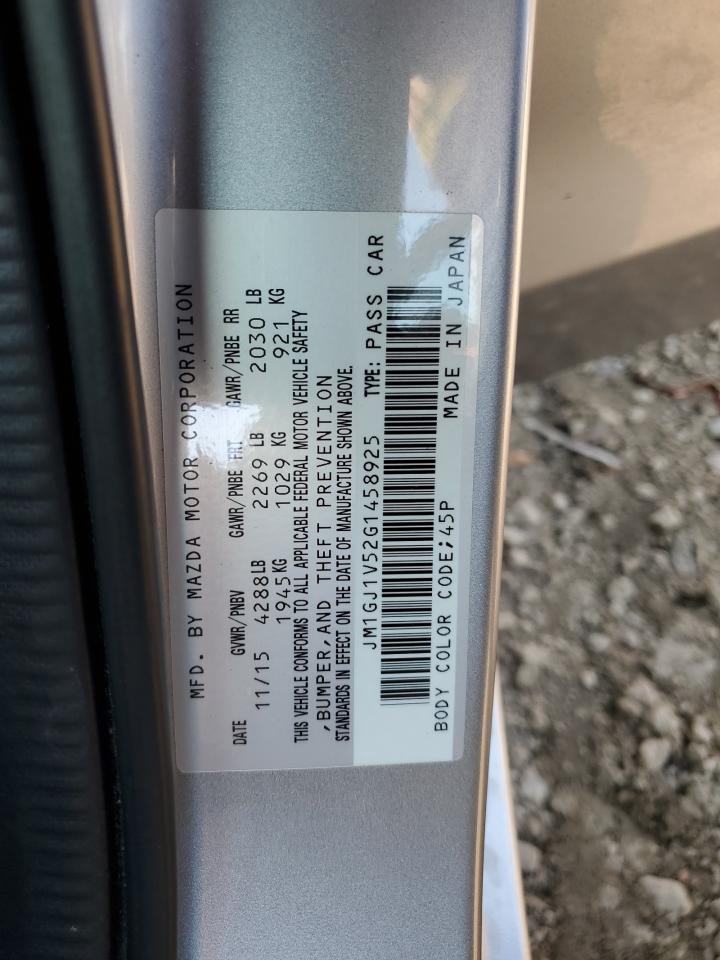 MFD. BY MAZDA MOTOR CORPORATION
DATE GVWR/PNBV GAWR/PNBE FRT GAWR/PNBE RR
11/15 4288LB 2269 LB 2030 LB
1945KG 1029 KG 921 KG
THIS VEHICLE CONFORMS TO ALL APPLICABLE FEDERAL MOTOR VEHICLE SAFETY
,BUMPER,AND THEFT PREVENTION
STANDARDS IN EFFECT ON THE DATE OF MANUFACTURE SHOWN ABOVE.
JM1GJ1V52G1458925 TYPE: PASS CAR
BODY COLOR CODE;45P MADE IN JAPAN